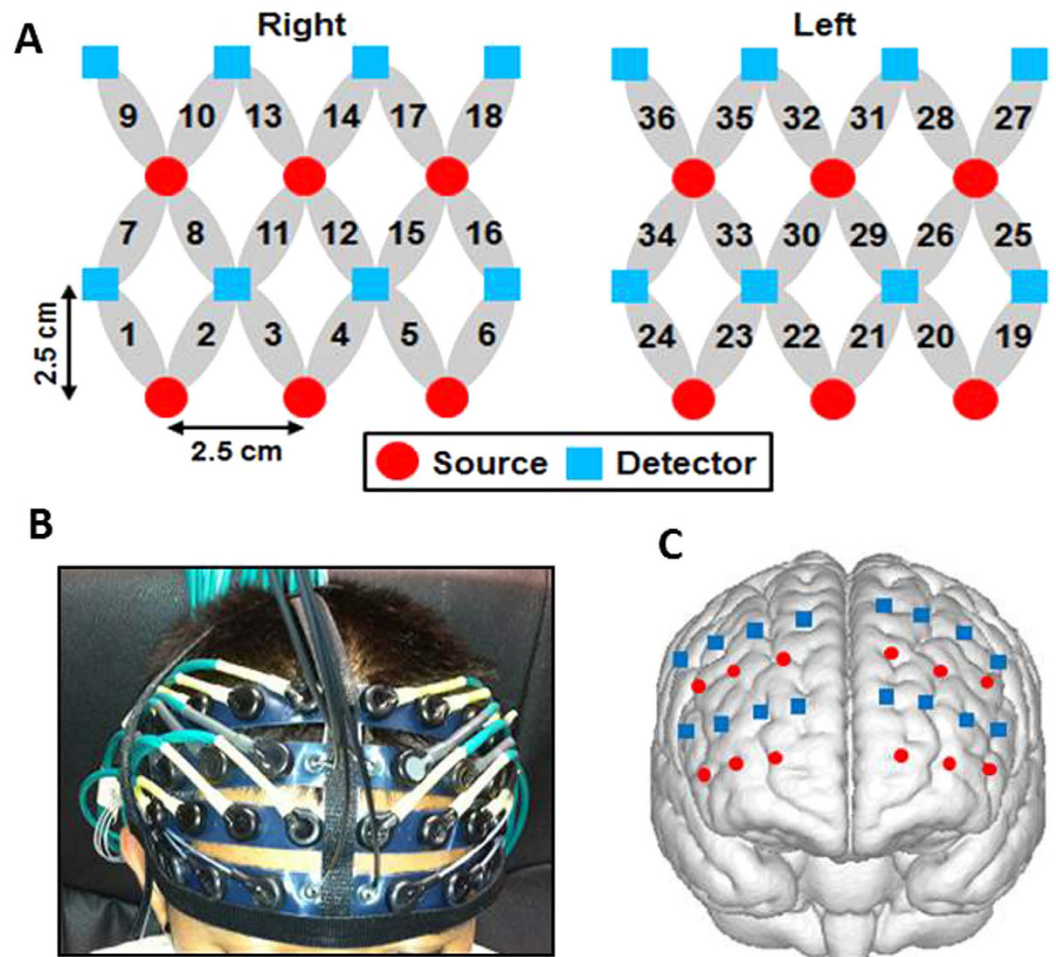 A
Right
Left
9 10 13 14 17 18
36 35 32 31 28 27
7 8 11 12 15 16
34 33 30 29 26 25
1 2 3 4 5 6
24 23 22 21 20 19
2.5 cm
2.5 cm
Source Detector
B
C